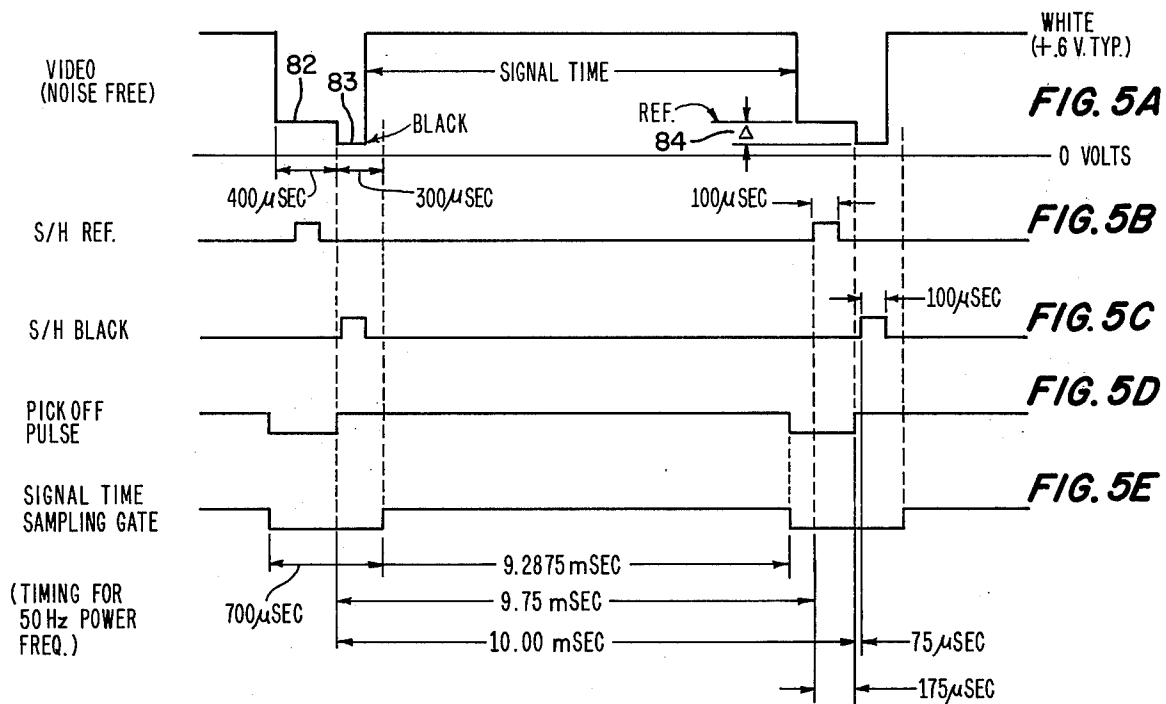 WHITE
(+.6 V. TYP.)
VIDEO
(NOISE FREE)
82
83
SIGNAL TIME
FIG. 5A
REF.
BLACK
84
Δ
0 VOLTS
400µSEC
300µSEC
100µSEC
FIG. 5B
S/H REF.
100µSEC
FIG. 5C
S/H BLACK
FIG. 5D
PICK OFF
PULSE
FIG. 5E
SIGNAL TIME
SAMPLING GATE
9.2875 mSEC
700µSEC
9.75 mSEC
(TIMING FOR
50 Hz POWER
FREQ.)
10.00 mSEC
75µSEC
175µSEC